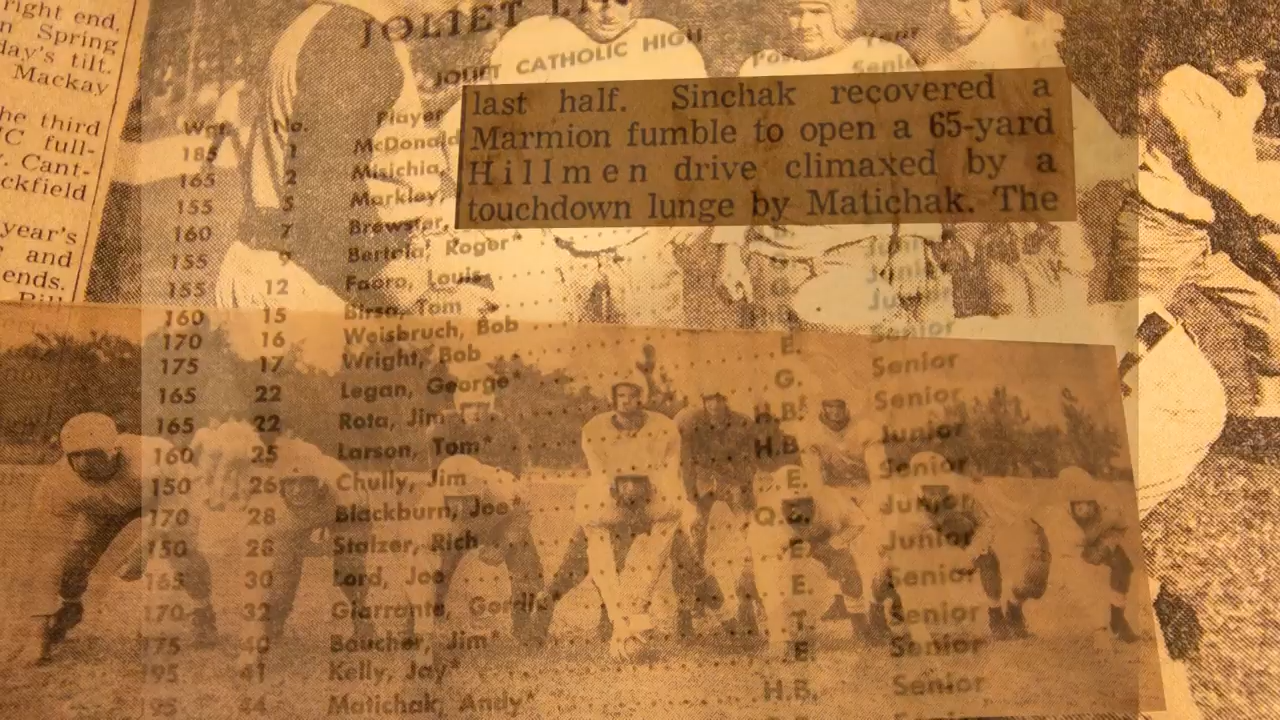 right end,
n Spring
day's tilt.
Mackay
he third
C full-
. Cant-
ckfield
year's
and
ends.
JOLIET
JOLIET CATHOLIC HIGH
Wgt. No. Player Pos. Year
last half. Sinchak recovered a
Marmion fumble to open a 65-yard
Hillmen drive climaxed by a
touchdown lunge by Matichak. The
185 1 McDonald
165 2 Misichia,
155 5 Markley,
160 7 Brewster,
155 9 Bertola, Roger*
155 12 Faoro, Louis
160 15 Birsa, Tom
170 16 Weisbruch, Bob E. Senior
175 17 Wright, Bob G. Senior
165 22 Legan, George* H.B. Senior
165 22 Rota, Jim H.B. Junior
160 25 Larson, Tom* E. Senior
150 26 Chully, Jim Q.B. Junior
170 28 Blackburn, Joe* E. Junior
150 28 Stalzer, Rich E. Senior
165 30 Lord, Joe T. Senior
170 32 Giarrante, E. Senior
175 40 Boucher, Jim*
195 41 Kelly, Jay* H.B. Senior
195 44 Matichak, Andy*